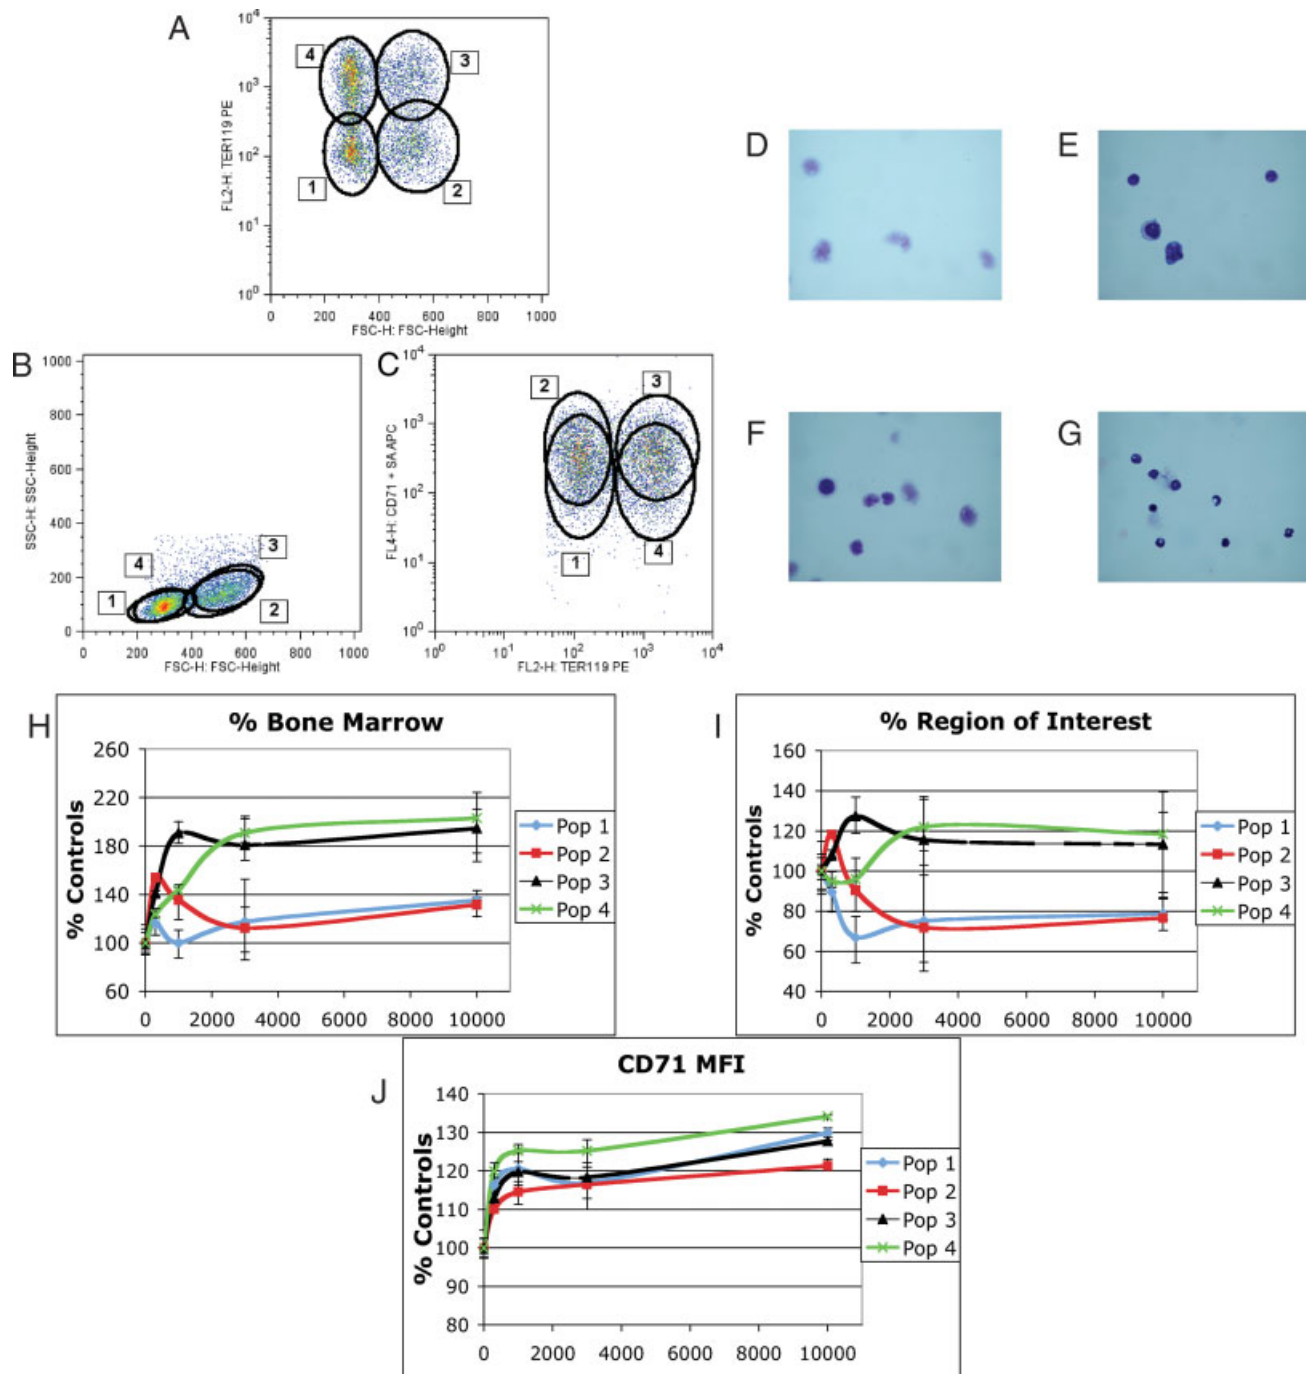 A
10^4
10^3
10^2
10^1
10^0
FL2-H: TER119 PE
4
3
1
2
0 200 400 600 800 1000
FSC-H: FSC-Height
D
E
B
1000
800
600
400
200
0
SSC-H: SSC-Height
4
3
1
2
0 200 400 600 800 1000
FSC-H: FSC-Height
C
10^4
10^3
10^2
10^1
10^0
FL4-H: CD71 + SA APC
2
3
1
4
10^0 10^1 10^2 10^3 10^4
FL2-H: TER119 PE
F
G
H
% Bone Marrow
% Controls
260
220
180
140
100
60
0 2000 4000 6000 8000 10000
Pop 1
Pop 2
Pop 3
Pop 4
I
% Region of Interest
% Controls
160
140
120
100
80
60
40
0 2000 4000 6000 8000 10000
Pop 1
Pop 2
Pop 3
Pop 4
J
CD71 MFI
% Controls
140
130
120
110
100
90
80
0 2000 4000 6000 8000 10000
Pop 1
Pop 2
Pop 3
Pop 4